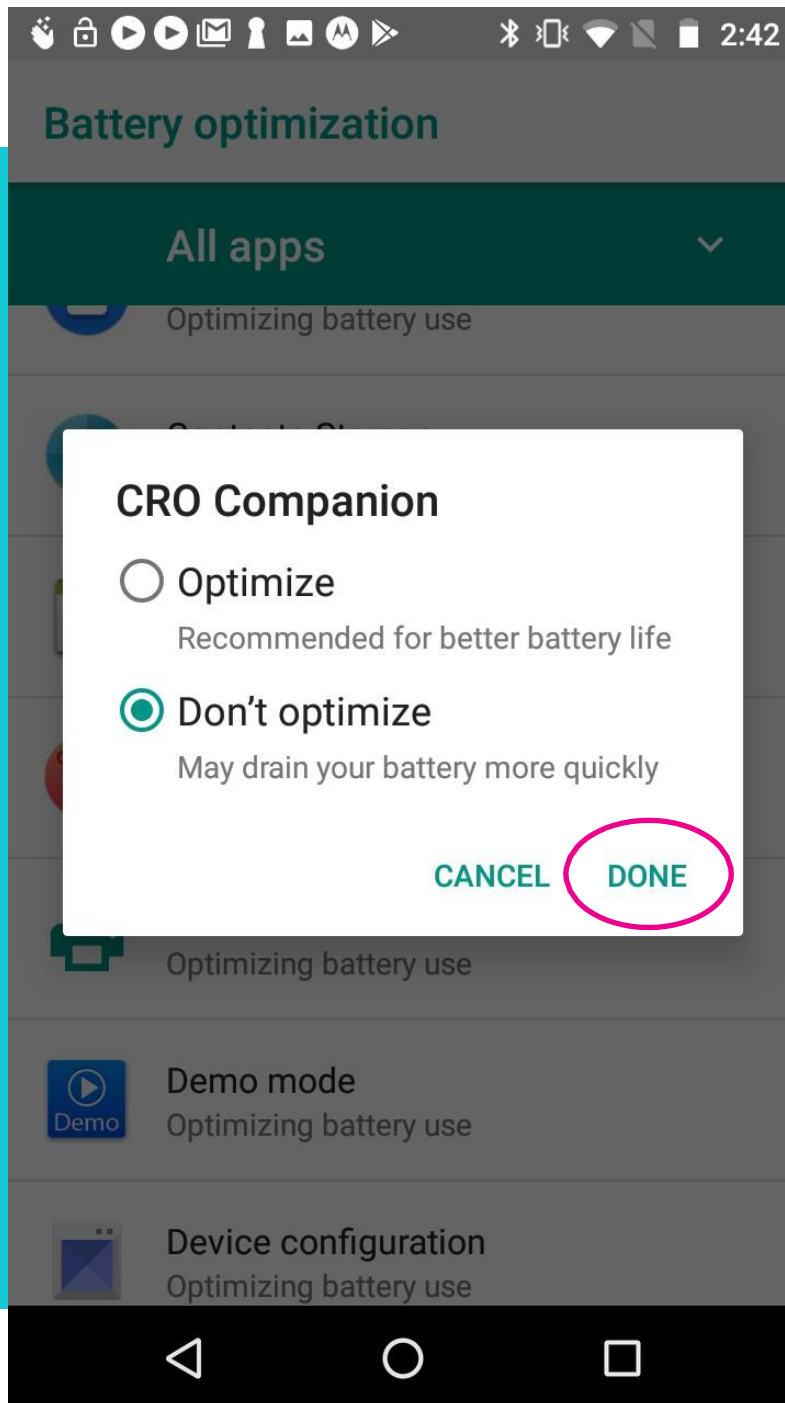 2:42
Battery optimization
All apps
Optimizing battery use
CRO Companion
Optimize
Recommended for better battery life
Don't optimize
May drain your battery more quickly
CANCEL DONE
Optimizing battery use
Demo
Demo mode
Optimizing battery use
Device configuration
Optimizing battery use